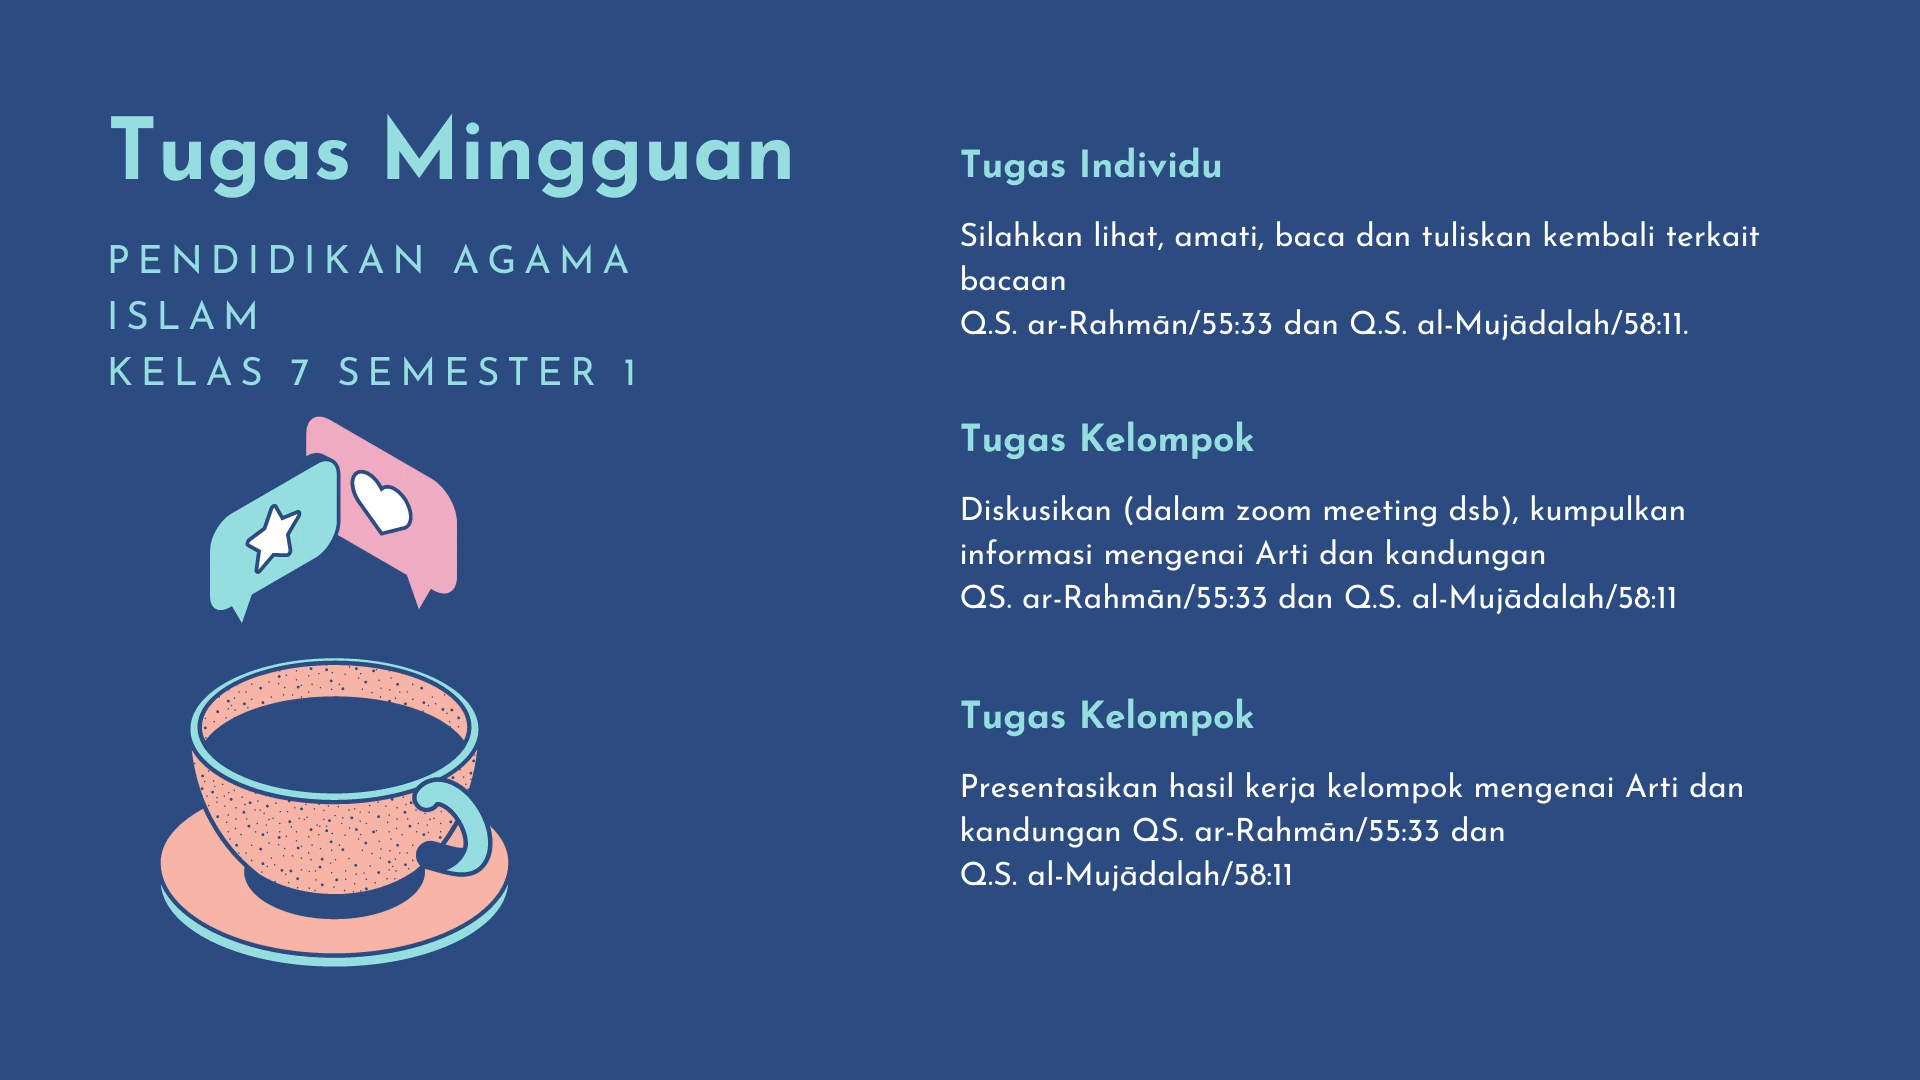 Tugas Mingguan
PENDIDIKAN AGAMA
ISLAM
KELAS 7 SEMESTER 1
Tugas Individu
Silahkan lihat, amati, baca dan tuliskan kembali terkait
bacaan
Q.S. ar-Rahmān/55:33 dan Q.S. al-Mujādalah/58:11.
Tugas Kelompok
Diskusikan (dalam zoom meeting dsb), kumpulkan
informasi mengenai Arti dan kandungan
QS. ar-Rahmān/55:33 dan Q.S. al-Mujādalah/58:11
Tugas Kelompok
Presentasikan hasil kerja kelompok mengenai Arti dan
kandungan QS. ar-Rahmān/55:33 dan
Q.S. al-Mujādalah/58:11